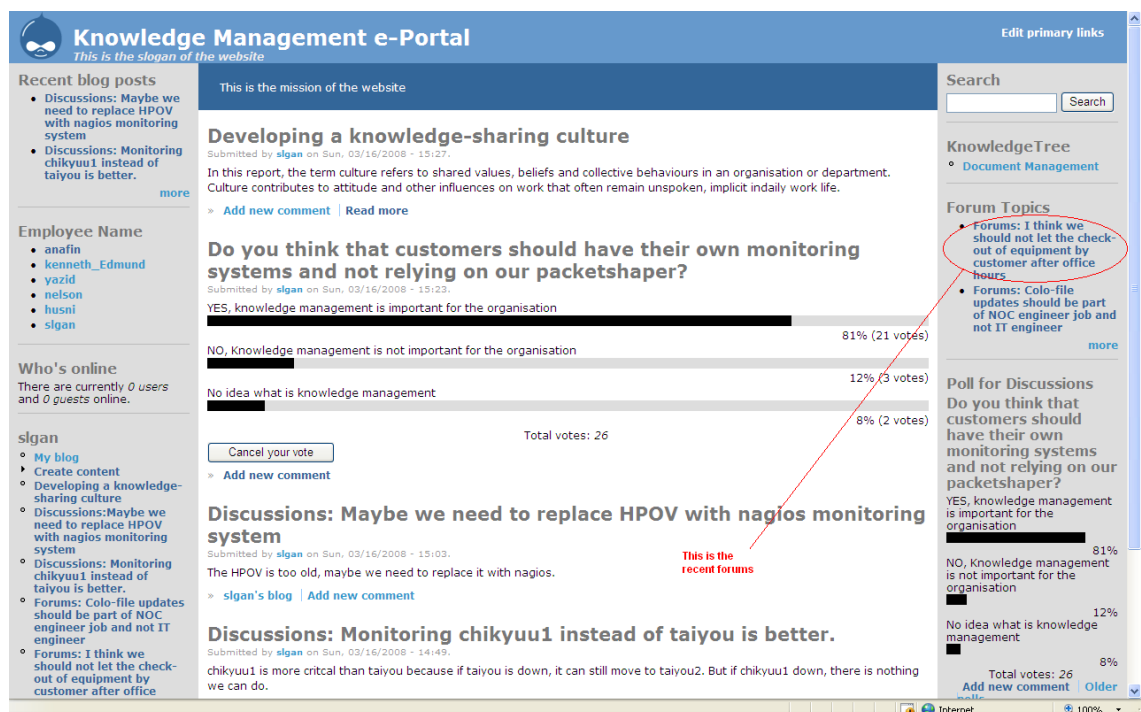 Knowledge Management e-Portal
This is the slogan of the website
Edit primary links
Recent blog posts
Discussions: Maybe we
need to replace HPOV
with nagios monitoring
system
Discussions: Monitoring
chikyuu1 instead of
taiyou is better.
more
Employee Name
anafin
kenneth_Edmund
yazid
nelson
husni
slgan
Who's online
There are currently 0 users
and 0 guests online.
slgan
My blog
Create content
Developing a knowledge-
sharing culture
Discussions:Maybe we
need to replace HPOV
with nagios monitoring
system
Discussions: Monitoring
chikyuu1 instead of
taiyou is better.
Forums: Colo-file updates
should be part of NOC
engineer job and not IT
engineer
Forums: I think we
should not let the check-
out of equipment by
customer after office
This is the mission of the website
Developing a knowledge-sharing culture
Submitted by slgan on Sun, 03/16/2008 - 15:27.
In this report, the term culture refers to shared values, beliefs and collective behaviours in an organisation or department.
Culture contributes to attitude and other influences on work that often remain unspoken, implicit indaily work life.
» Add new comment | Read more
Do you think that customers should have their own monitoring
systems and not relying on our packetshaper?
Submitted by slgan on Sun, 03/16/2008 - 15:23.
YES, knowledge management is important for the organisation
81% (21 votes)
NO, Knowledge management is not important for the organisation
12% (3 votes)
No idea what is knowledge management
8% (2 votes)
Total votes: 26
Cancel your vote
» Add new comment
Discussions: Maybe we need to replace HPOV with nagios monitoring
system
Submitted by slgan on Sun, 03/16/2008 - 15:03.
The HPOV is too old, maybe we need to replace it with nagios.
» slgan's blog | Add new comment
This is the
recent forums
Discussions: Monitoring chikyuu1 instead of taiyou is better.
Submitted by slgan on Sun, 03/16/2008 - 14:49.
chikyuu1 is more critcal than taiyou because if taiyou is down, it can still move to taiyou2. But if chikyuu1 down, there is nothing
we can do.
Search
Search
KnowledgeTree
Document Management
Forum Topics
Forums: I think we
should not let the check-
out of equipment by
customer after office
hours
Forums: Colo-file
updates should be part
of NOC engineer job and
not IT engineer
more
Poll for Discussions
Do you think that
customers should
have their own
monitoring systems
and not relying on our
packetshaper?
YES, knowledge management
is important for the
organisation
81%
NO, Knowledge management
is not important for the
organisation
12%
No idea what is knowledge
management
8%
Total votes: 26
Add new comment | Older
polls
Internet
100%